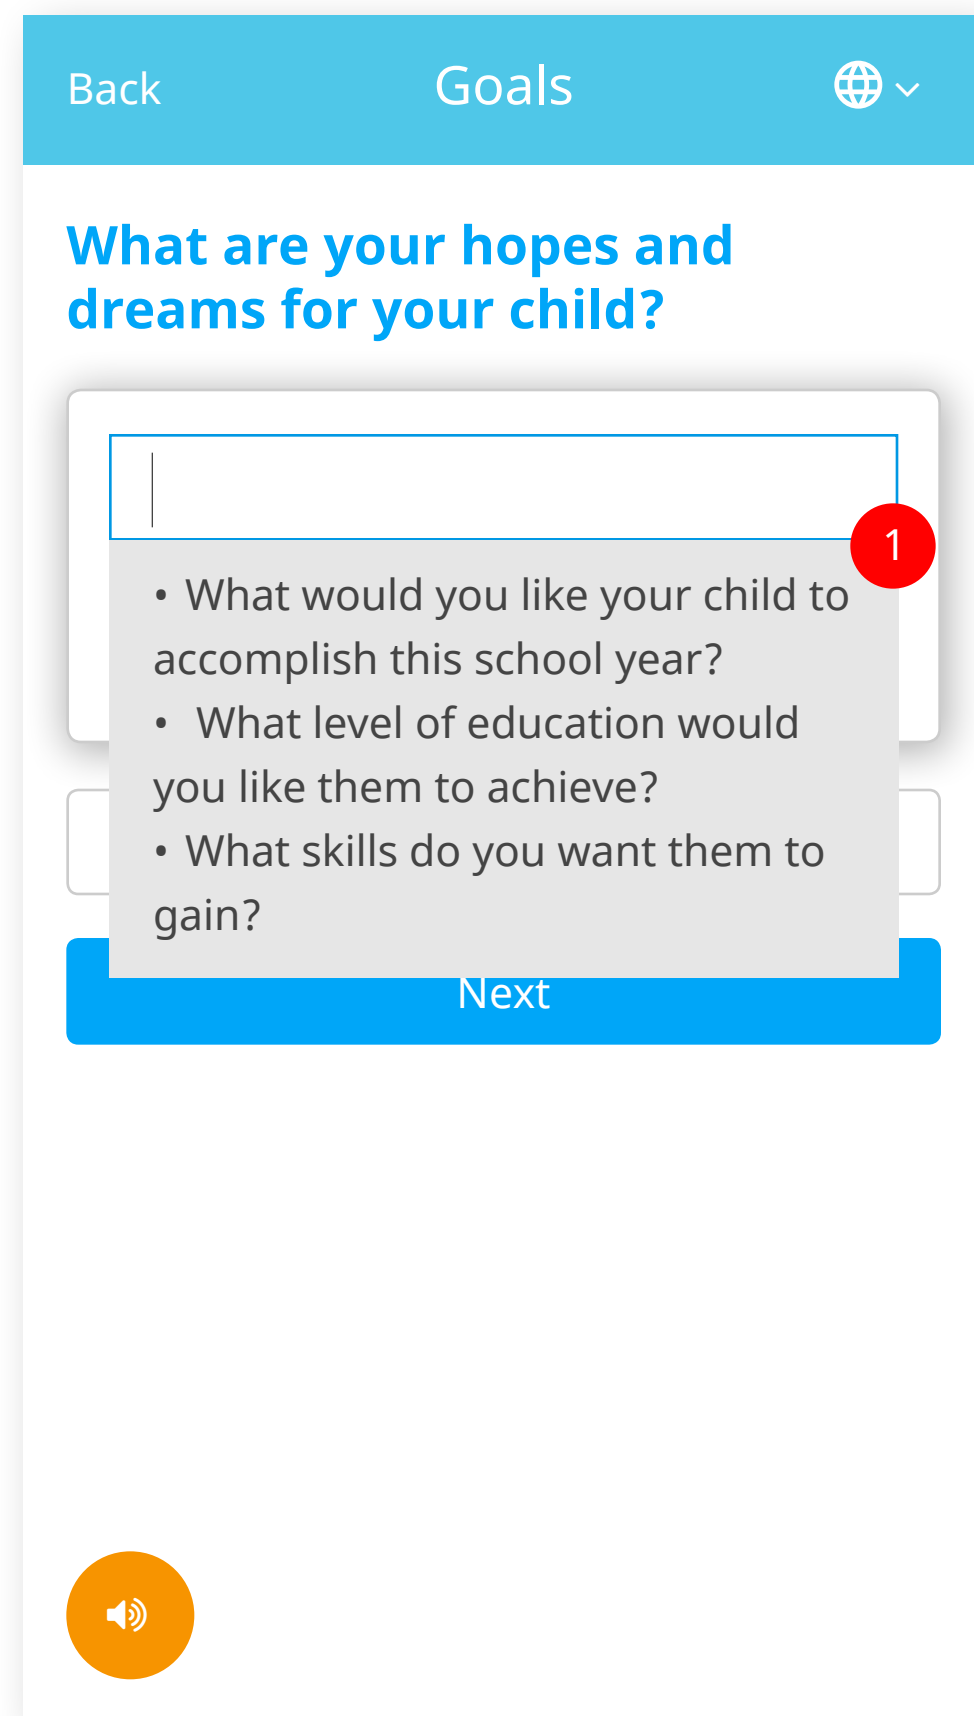 Back
Goals
What are your hopes and
dreams for your child?
1
• What would you like your child to
accomplish this school year?
• What level of education would
you like them to achieve?
• What skills do you want them to
gain?
Next